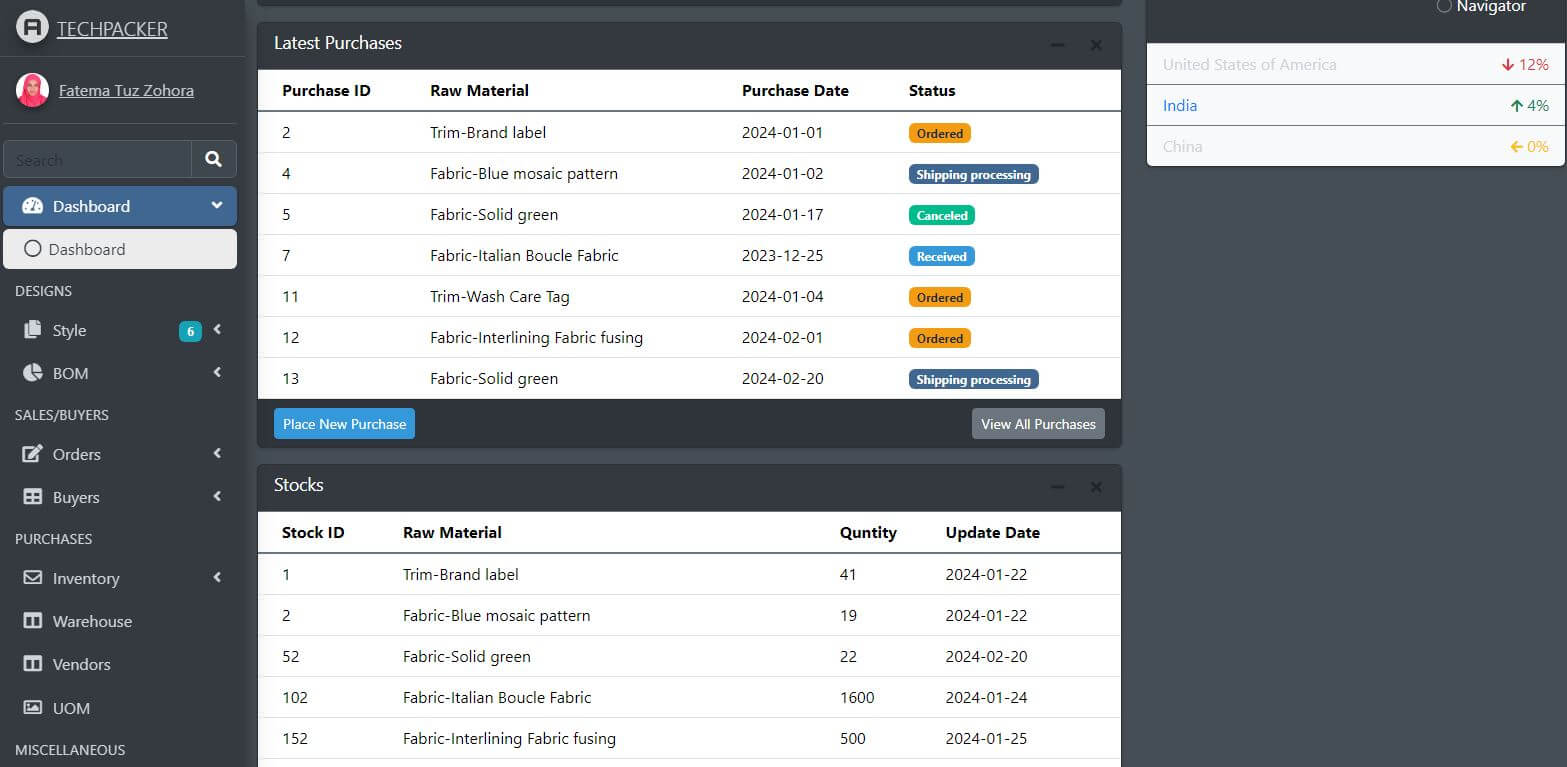 TECHPACKER
Fatema Tuz Zohora
Search
Dashboard
Dashboard
DESIGNS
Style 6
BOM
SALES/BUYERS
Orders
Buyers
PURCHASES
Inventory
Warehouse
Vendors
UOM
MISCELLANEOUS
Latest Purchases
Purchase ID Raw Material Purchase Date Status
2 Trim-Brand label 2024-01-01 Ordered
4 Fabric-Blue mosaic pattern 2024-01-02 Shipping processing
5 Fabric-Solid green 2024-01-17 Canceled
7 Fabric-Italian Boucle Fabric 2023-12-25 Received
11 Trim-Wash Care Tag 2024-01-04 Ordered
12 Fabric-Interlining Fabric fusing 2024-02-01 Ordered
13 Fabric-Solid green 2024-02-20 Shipping processing
Place New Purchase View All Purchases
Stocks
Stock ID Raw Material Quntity Update Date
1 Trim-Brand label 41 2024-01-22
2 Fabric-Blue mosaic pattern 19 2024-01-22
52 Fabric-Solid green 22 2024-02-20
102 Fabric-Italian Boucle Fabric 1600 2024-01-24
152 Fabric-Interlining Fabric fusing 500 2024-01-25
Navigator
United States of America 12%
India 4%
China 0%